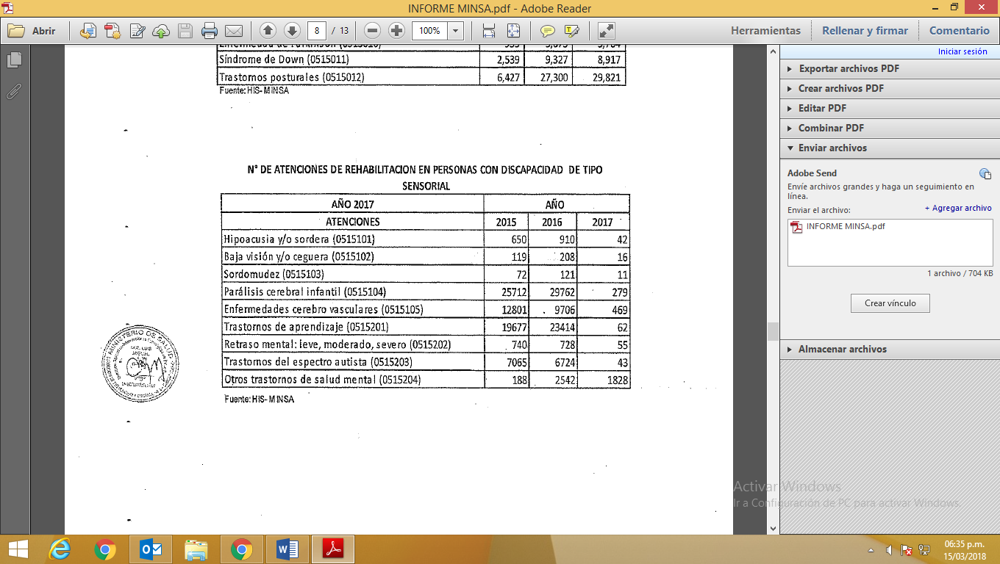 INFORME MINSA.pdf - Adobe Reader
Abrir
8 / 13
100%
Herramientas
Rellenar y firmar
Comentario
Síndrome de Down (0515011) 2,539 9,327 8,917
Trastornos posturales (0515012) 6,427 27,300 29,821
Fuente: HIS- MINSA
N° DE ATENCIONES DE REHABILITACION EN PERSONAS CON DISCAPACIDAD DE TIPO
SENSORIAL
AÑO 2017 AÑO
ATENCIONES 2015 2016 2017
Hipoacusia y/o sordera (0515101) 650 910 42
Baja visión y/o ceguera (0515102) 119 208 16
Sordomudez (0515103) 72 121 11
Parálisis cerebral infantil (0515104) 25712 29762 279
Enfermedades cerebro vasculares (0515105) 12801 9706 469
Trastornos de aprendizaje (0515201) 19677 23414 62
Retraso mental: leve, moderado, severo (0515202) 740 728 55
Trastornos del espectro autista (0515203) 7065 6724 43
Otros trastornos de salud mental (0515204) 188 2542 1828
Fuente: HIS- MINSA
MINISTERIO DE SALUD
Iniciar sesión
Exportar archivos PDF
Crear archivos PDF
Editar PDF
Combinar PDF
Enviar archivos
Adobe Send
Envíe archivos grandes y haga un seguimiento en
línea.
Enviar el archivo: + Agregar archivo
INFORME MINSA.pdf
1 archivo / 704 KB
Crear vínculo
Almacenar archivos
Activar Windows
Ir a Configuración de PC para activar Windows.
06:35 p.m.
15/03/2018